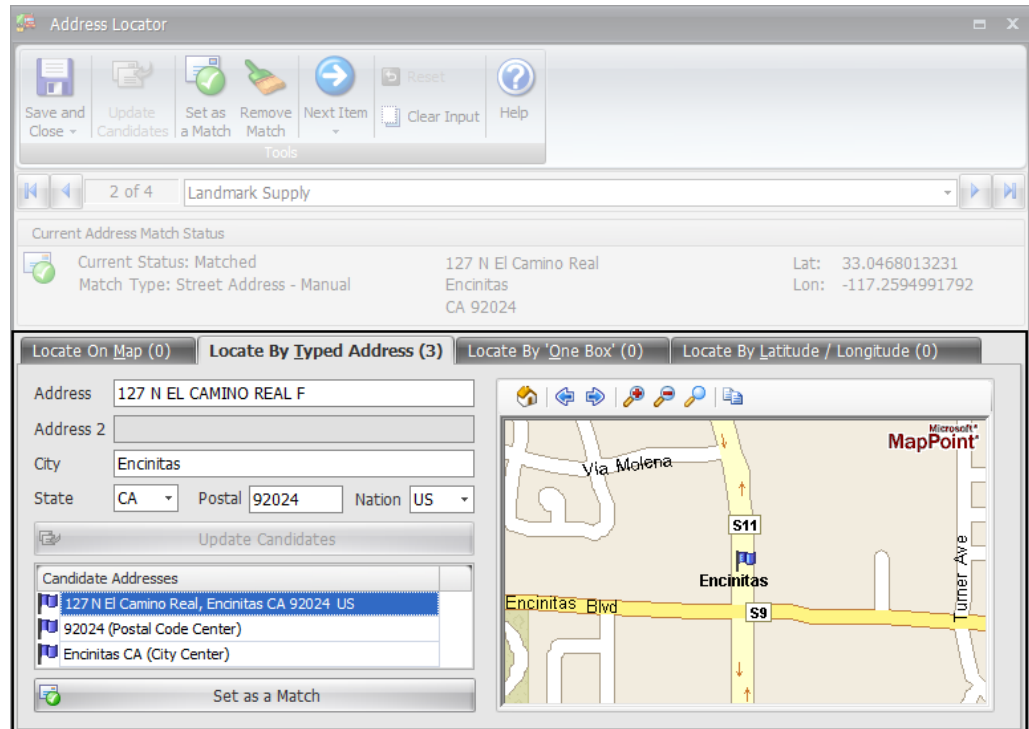 Address Locator
Save and Close
Update Candidates
Set as a Match
Remove Match
Next Item
Reset
Clear Input
Help
Tools
2 of 4
Landmark Supply
Current Address Match Status
Current Status: Matched
Match Type: Street Address - Manual
127 N El Camino Real
Encinitas
CA 92024
Lat: 33.0468013231
Lon: -117.2594991792
Locate On Map (0)
Locate By Typed Address (3)
Locate By 'One Box' (0)
Locate By Latitude / Longitude (0)
Address 127 N EL CAMINO REAL F
Address 2
City Encinitas
State CA Postal 92024 Nation US
Update Candidates
Candidate Addresses
127 N El Camino Real, Encinitas CA 92024 US
92024 (Postal Code Center)
Encinitas CA (City Center)
Set as a Match
Microsoft*
MapPoint*
Via Molena
S11
Encinitas
Encinitas Blvd
S9
Turner Ave